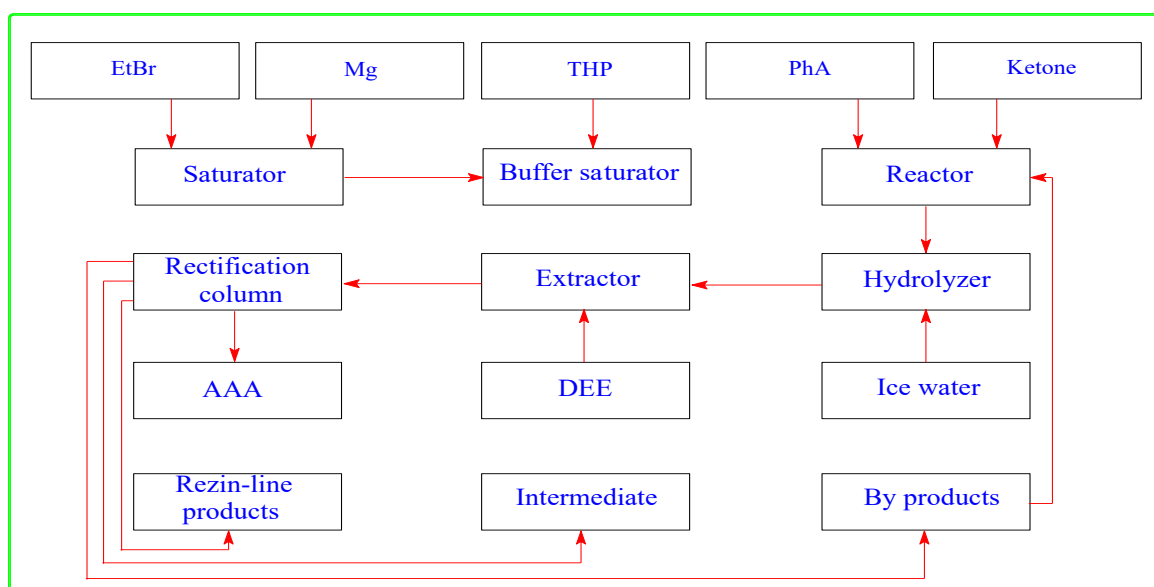 EtBr
Mg
THP
PhA
Ketone
Saturator
Buffer saturator
Reactor
Rectification
column
Extractor
Hydrolyzer
AAA
DEE
Ice water
Rezin-line
products
Intermediate
By products